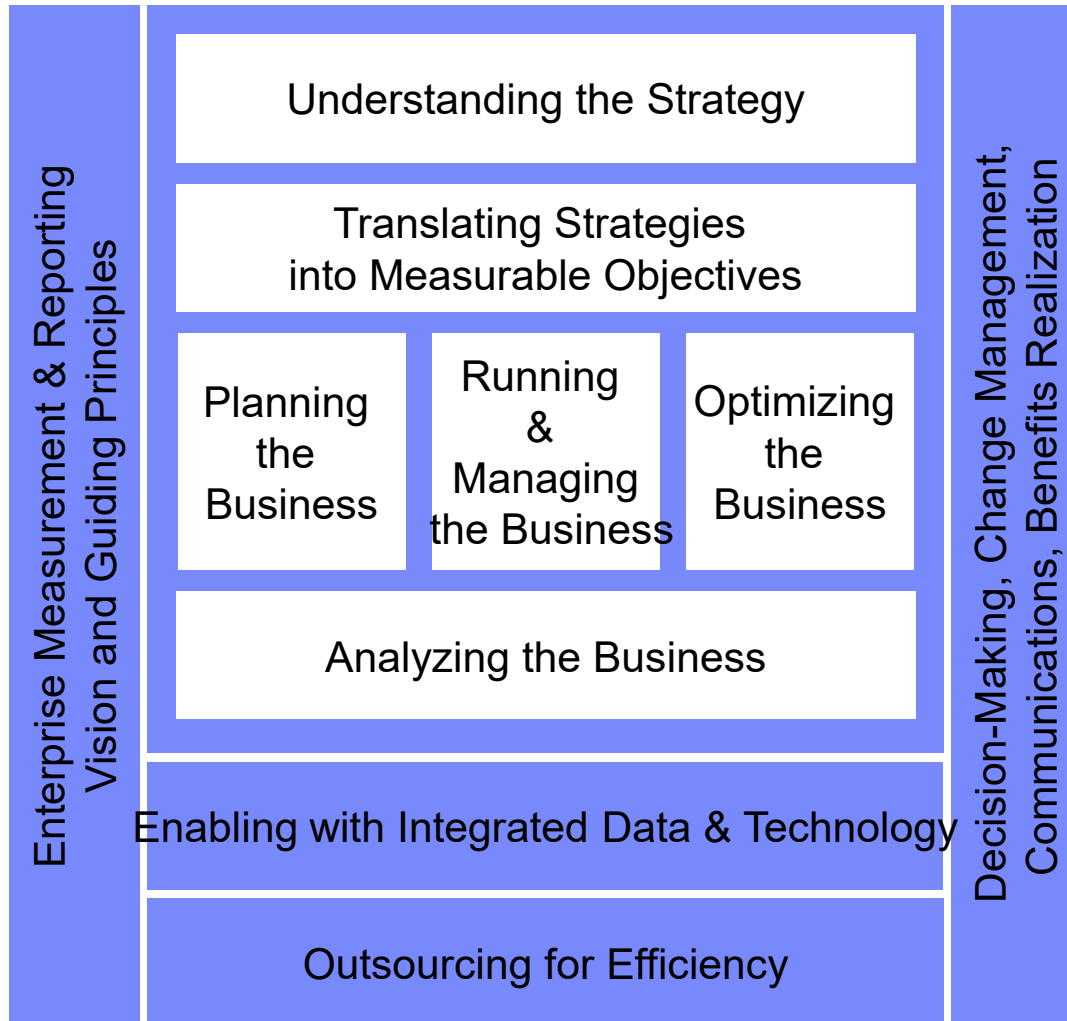 Enterprise Measurement & Reporting
Vision and Guiding Principles
Understanding the Strategy
Translating Strategies
into Measurable Objectives
Planning
the
Business
Running
&
Managing
the Business
Optimizing
the
Business
Analyzing the Business
Enabling with Integrated Data & Technology
Outsourcing for Efficiency
Decision-Making, Change Management,
Communications, Benefits Realization